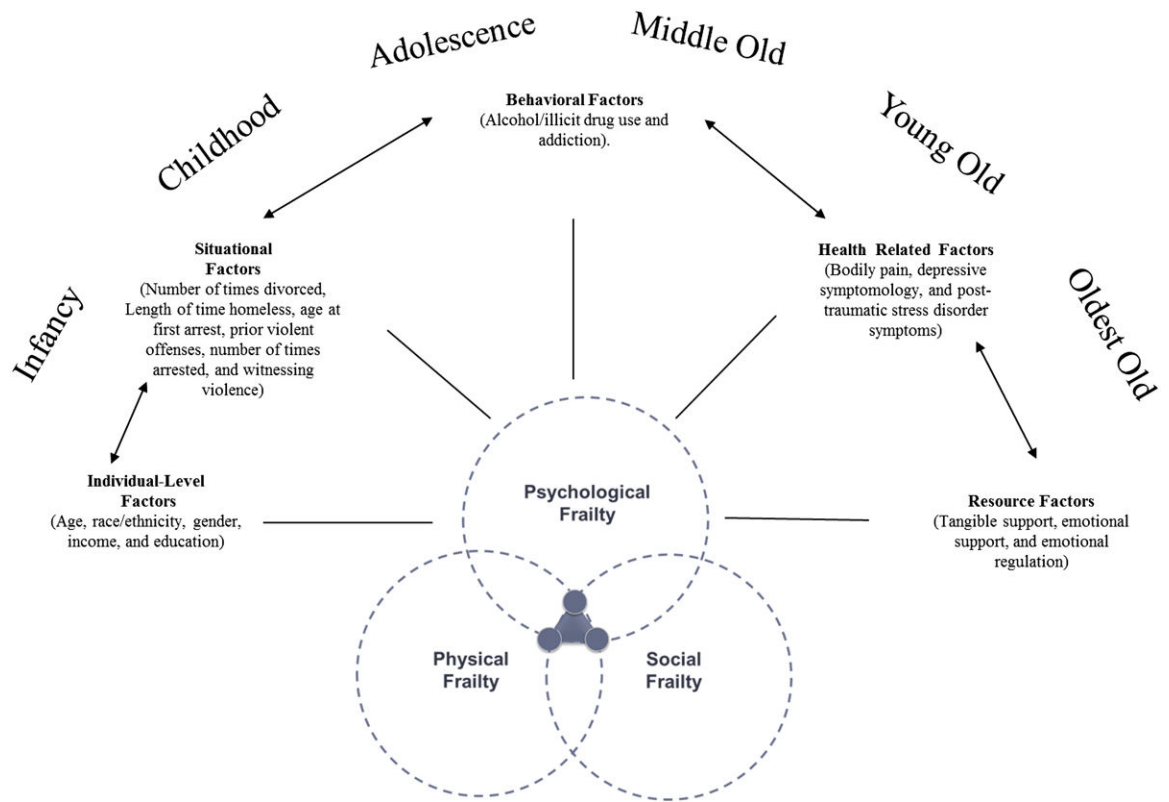 Infancy
Childhood
Adolescence
Middle Old
Young Old
Oldest Old
Individual-Level
Factors
(Age, race/ethnicity, gender,
income, and education)
Situational
Factors
(Number of times divorced,
Length of time homeless, age at
first arrest, prior violent
offenses, number of times
arrested, and witnessing
violence)
Behavioral Factors
(Alcohol/illicit drug use and
addiction).
Health Related Factors
(Bodily pain, depressive
symptomology, and post-
traumatic stress disorder
symptoms)
Resource Factors
(Tangible support, emotional
support, and emotional
regulation)
Psychological
Frailty
Physical
Frailty
Social
Frailty